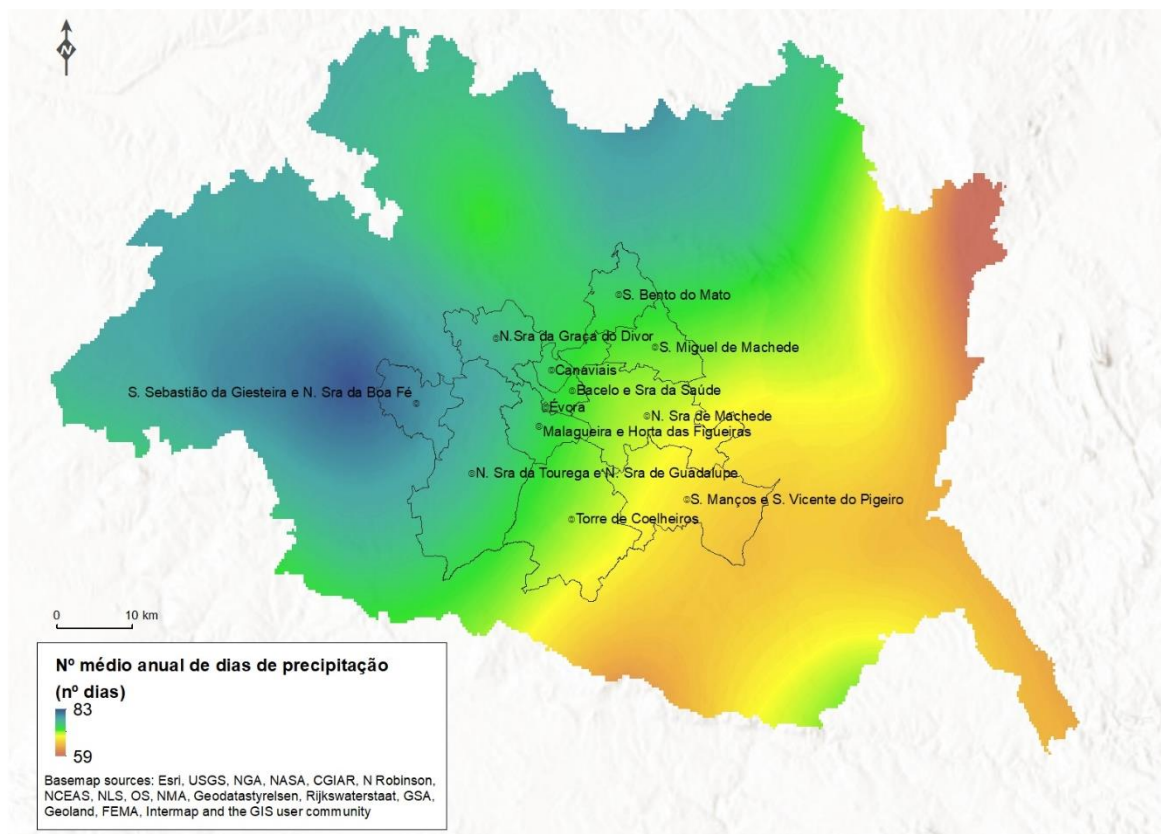 N
S. Bento do Mato
N.Sra da Graça do Divor
S. Miguel de Machede
Canaviais
S. Sebastião da Giesteira e N. Sra da Boa Fé
Bacelo e Sra da Saúde
Évora
N. Sra de Machede
Malagueira e Horta das Figueiras
N. Sra da Tourega e N. Sra de Guadalupe
S. Manços e S. Vicente do Pigeiro
Torre de Coelheiros
0 10 km
Nº médio anual de dias de precipitação
(nº dias)
83
59
Basemap sources: Esri, USGS, NGA, NASA, CGIAR, N Robinson,
NCEAS, NLS, OS, NMA, Geodatastyrelsen, Rijkswaterstaat, GSA,
Geoland, FEMA, Intermap and the GIS user community